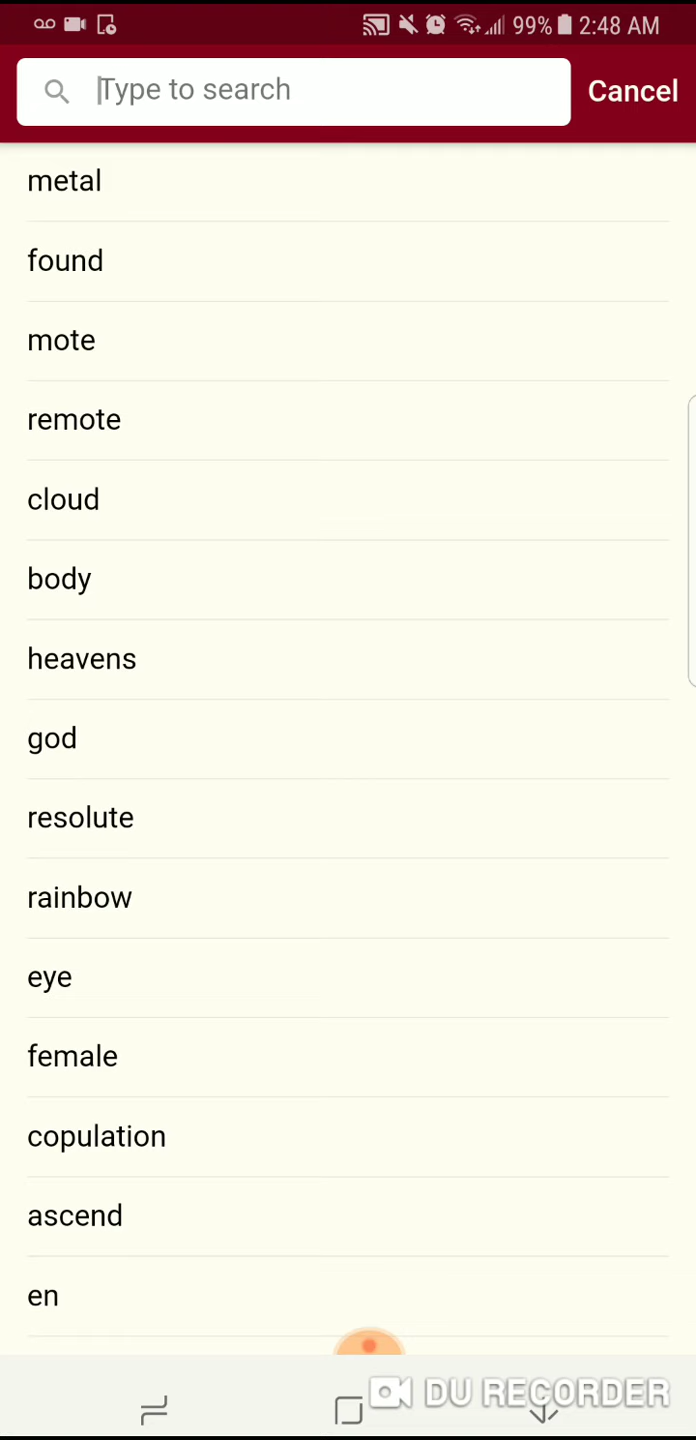 99% 2:48 AM
Type to search
Cancel
metal
found
mote
remote
cloud
body
heavens
god
resolute
rainbow
eye
female
copulation
ascend
en
DU RECORDER